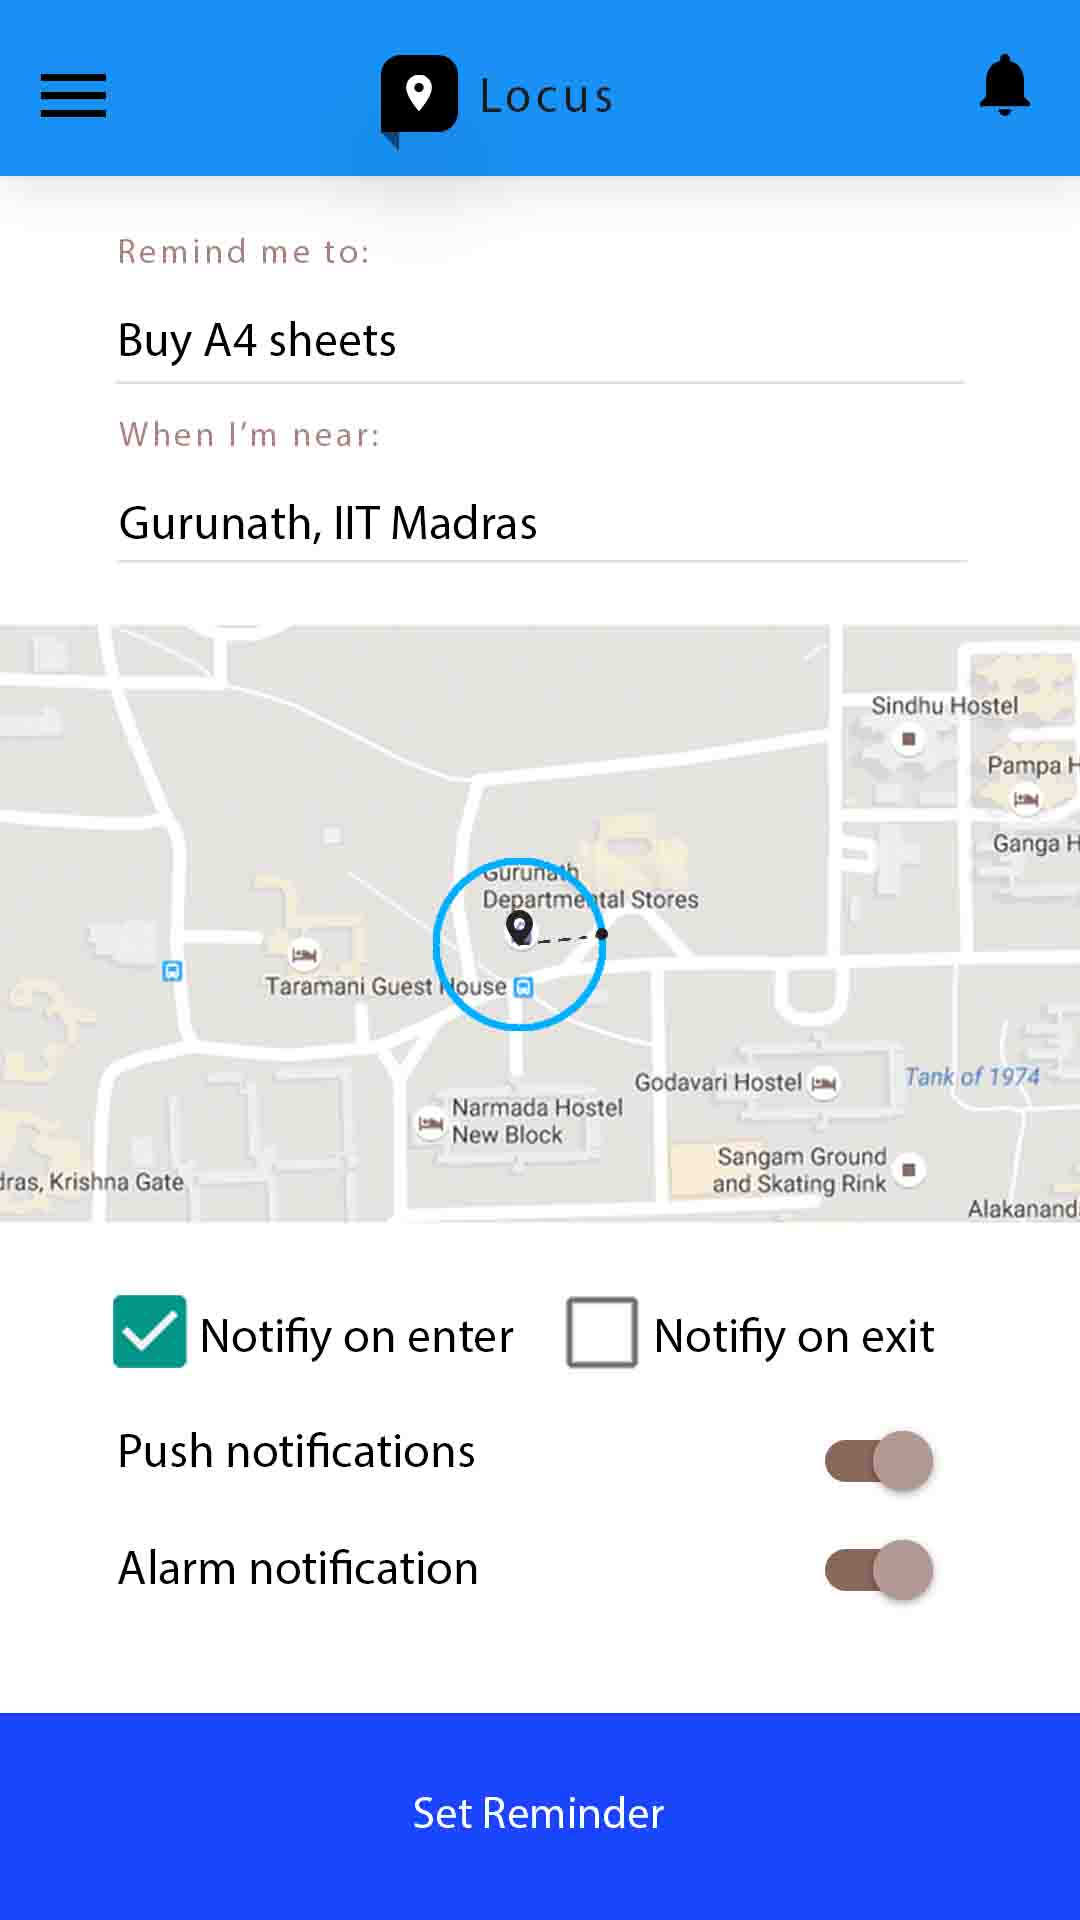 Locus
Remind me to:
Buy A4 sheets
When I'm near:
Gurunath, IIT Madras
Sindhu Hostel
Pampa H
Ganga H
Gurunath
Departmental Stores
Taramani Guest House
Godavari Hostel
Tank of 1974
Narmada Hostel
New Block
Sangam Ground
and Skating Rink
dras, Krishna Gate
Alakanand
Notifiy on enter
Notifiy on exit
Push notifications
Alarm notification
Set Reminder